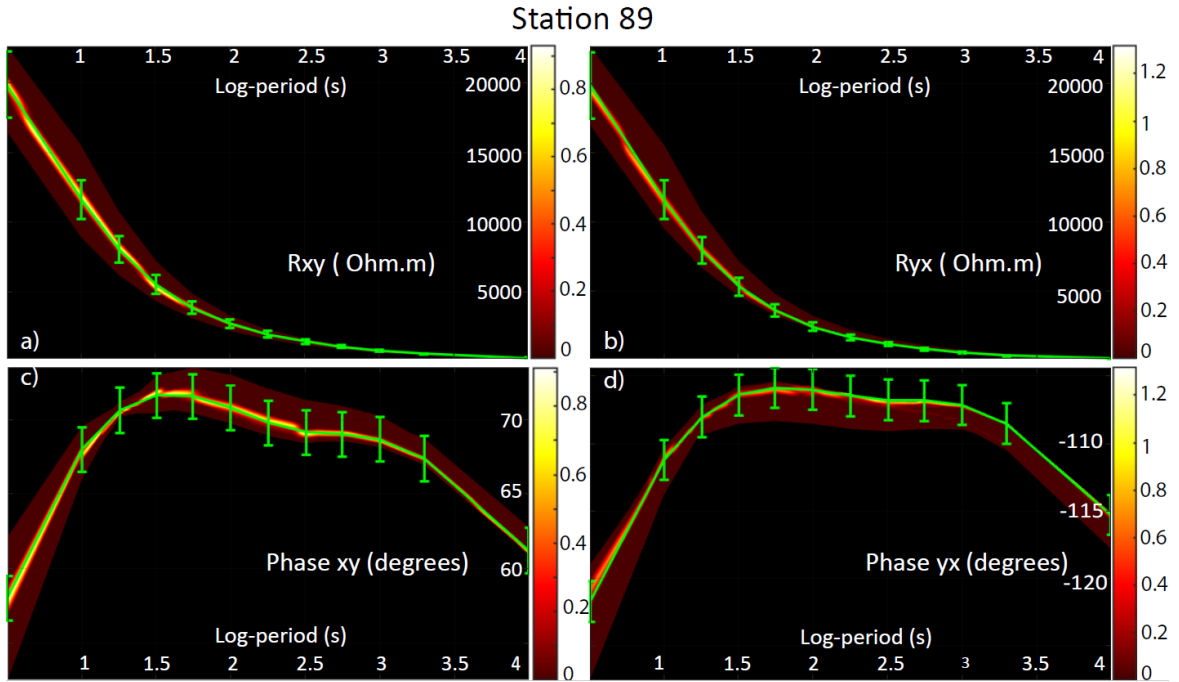 Station 89
1 1.5 2 2.5 3 3.5 4
Log-period (s)
20000
15000
10000
5000
Rxy ( Ohm.m)
a)
0.8
0.6
0.4
0.2
0
1 1.5 2 2.5 3 3.5 4
Log-period (s)
20000
15000
10000
5000
Ryx ( Ohm.m)
b)
1.2
1
0.8
0.6
0.4
0.2
0
c)
70
65
60
Phase xy (degrees)
Log-period (s)
1 1.5 2 2.5 3 3.5 4
0.8
0.6
0.4
0.2
0
d)
-110
-115
-120
Phase yx (degrees)
Log-period (s)
1 1.5 2 2.5 3 3.5 4
1.2
1
0.8
0.6
0.4
0.2
0